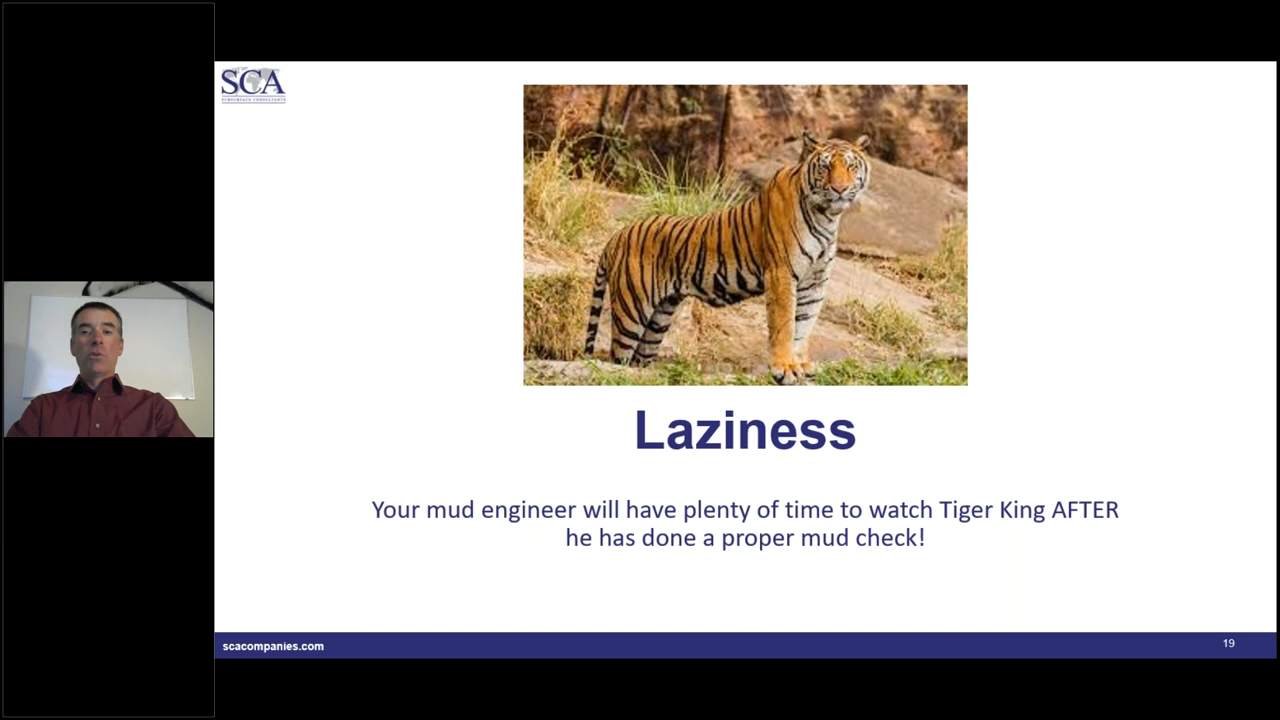 SCA
Laziness
Your mud engineer will have plenty of time to watch Tiger King AFTER
he has done a proper mud check!
scacompanies.com
19